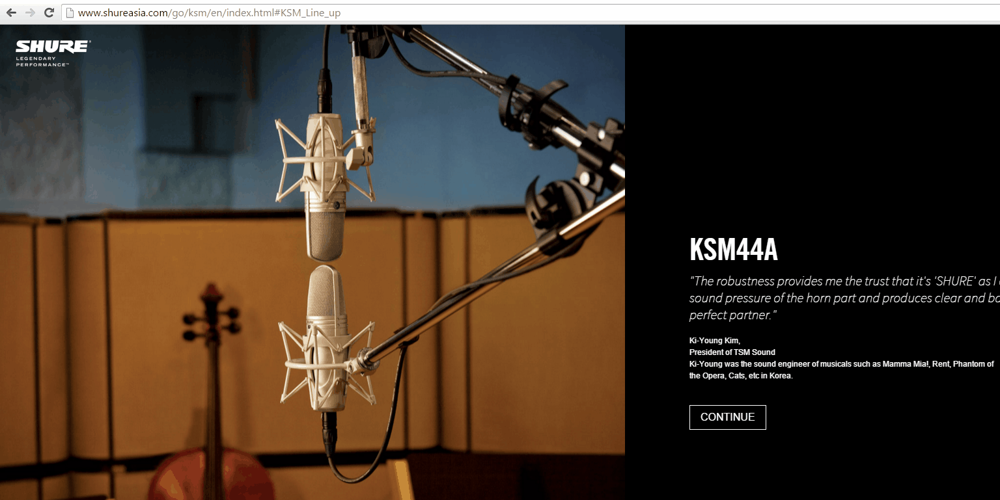 www.shureasia.com/go/ksm/en/index.html#KSM_Line_up
SHURE®
LEGENDARY
PERFORMANCE™
KSM44A
"The robustness provides me the trust that it's 'SHURE' as I
sound pressure of the horn part and produces clear and
perfect partner."
Ki-Young Kim,
President of TSM Sound
Ki-Young was the sound engineer of musicals such as Mamma Mia!, Rent, Phantom of
the Opera, Cats, etc in Korea.
CONTINUE